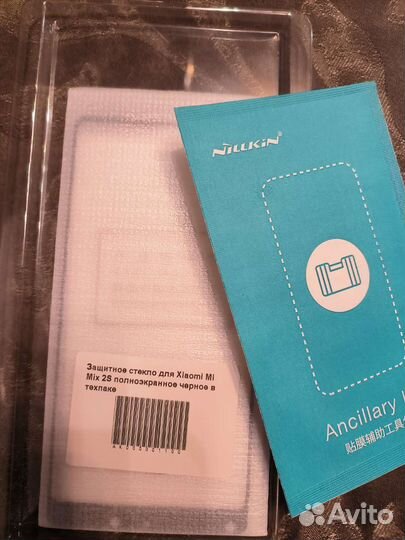 NILLKIN®
Защитное стекло для Xiaomi Mi
Mix 2S полноэкранное черное в
техпаке
Ancillary
贴膜辅助工具
Avito